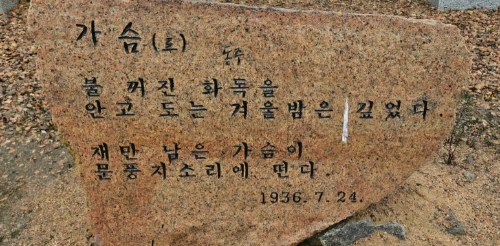 가슴(로)
동주
불 꺼진 화독을
안고 도는 겨울밤은 깊었다.
재만 남은 가슴이
문풍지소리에 떤다.
1936. 7. 24.